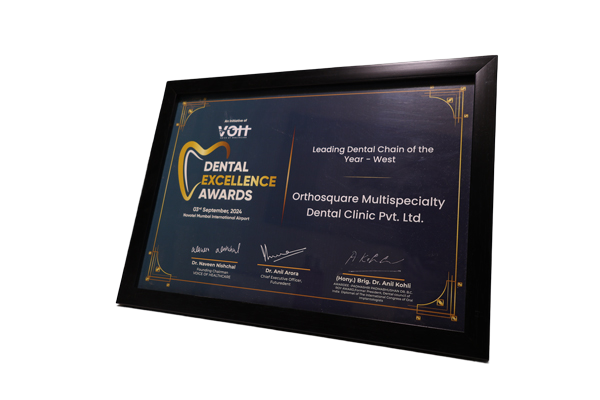 An Initiative of
VOH
DENTAL
EXCELLENCE
AWARDS
03rd September, 2024
Novotel Mumbai International Airport
Leading Dental Chain of the
Year - West
Orthosquare Multispecialty
Dental Clinic Pvt. Ltd.
Dr. Naveen Nishchal
Founding Chairman
VOICE OF HEALTHCARE
Dr. Anil Arora
Chief Executive Officer,
Futuredent
(Hony.) Brig. Dr. Anil Kohli